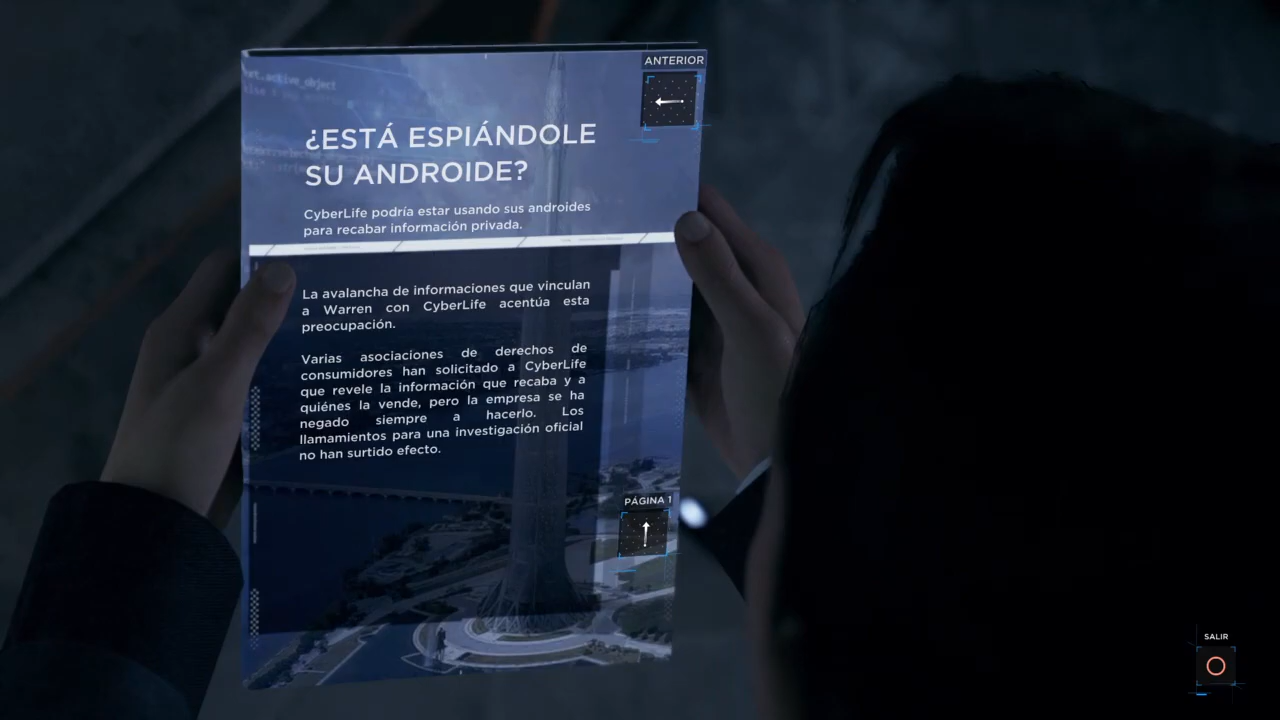 ANTERIOR
¿ESTÁ ESPIÁNDOLE
SU ANDROIDE?
CyberLife podría estar usando sus androides
para recabar información privada.
La avalancha de informaciones que vinculan
a Warren con CyberLife acentúa esta
preocupación.
Varias asociaciones de derechos de
consumidores han solicitado a CyberLife
que revele la información que recaba y a
quiénes la vende, pero la empresa se ha
negado siempre a hacerlo. Los
llamamientos para una investigación oficial
no han surtido efecto.
PÁGINA 1
SALIR